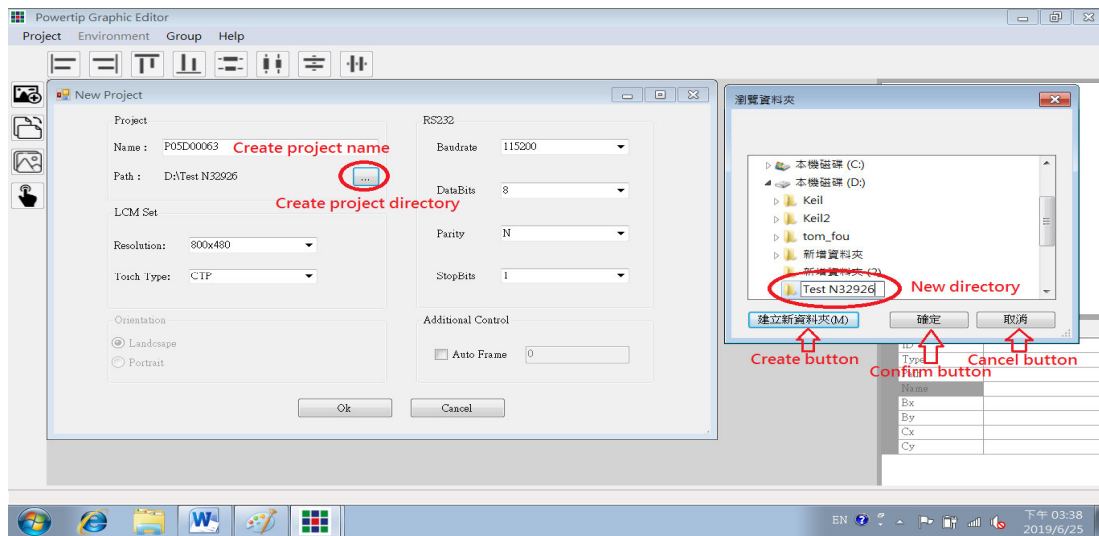 Powertip Graphic Editor
Project Environment Group Help
New Project
Project
Name : P05D00063 Create project name
Path : D:\Test N32926 ...
Create project directory
LCM Set
Resolution: 800x480
Toich Type: CTP
Orientation
Landcsape
Portrait
RS232
Baudrate 115200
DataBits 8
Parity N
StopBits 1
Additional Control
Auto Frame 0
Ok Cancel
瀏覽資料夾
本機磁碟 (C:)
本機磁碟 (D:)
Keil
Keil2
tom_fou
新增資料夾
新增資料夾 (2)
Test N32926 New directory
建立新資料夾(M) 確定 取消
Create button Confirm button Cancel button
ID
Type
Name
Bx
By
Cx
Cy
EN
下午 03:38
2019/6/25